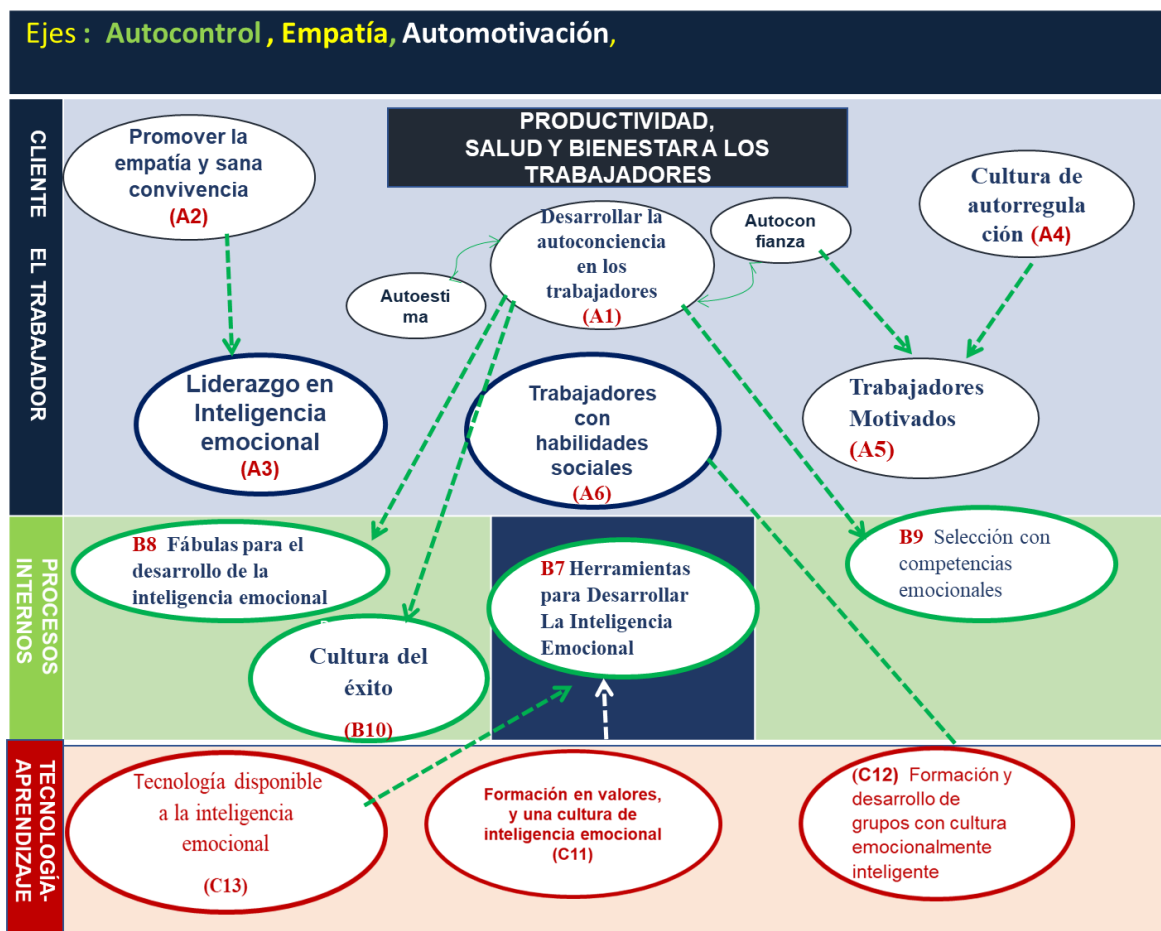 Ejes : Autocontrol , Empatía, Automotivación,
CLIENTE EL TRABAJADOR
PRODUCTIVIDAD,
SALUD Y BIENESTAR A LOS
TRABAJADORES
Promover la
empatía y sana
convivencia
(A2)
Desarrollar la
autoconciencia
en los
trabajadores
(A1)
Autocon
fianza
Cultura de
autorregula
ción (A4)
Autoesti
ma
Liderazgo en
Inteligencia
emocional
(A3)
Trabajadores
con
habilidades
sociales
(A6)
Trabajadores
Motivados
(A5)
PROCESOS
INTERNOS
B8 Fábulas para el
desarrollo de la
inteligencia emocional
B7 Herramientas
para Desarrollar
La Inteligencia
Emocional
B9 Selección con
competencias
emocionales
Cultura del
éxito
(B10)
TECNOLOGÍA-
APRENDIZAJE
Tecnología disponible
a la inteligencia
emocional
(C13)
Formación en valores,
y una cultura de
inteligencia emocional
(C11)
(C12) Formación y
desarrollo de
grupos con cultura
emocionalmente
inteligente